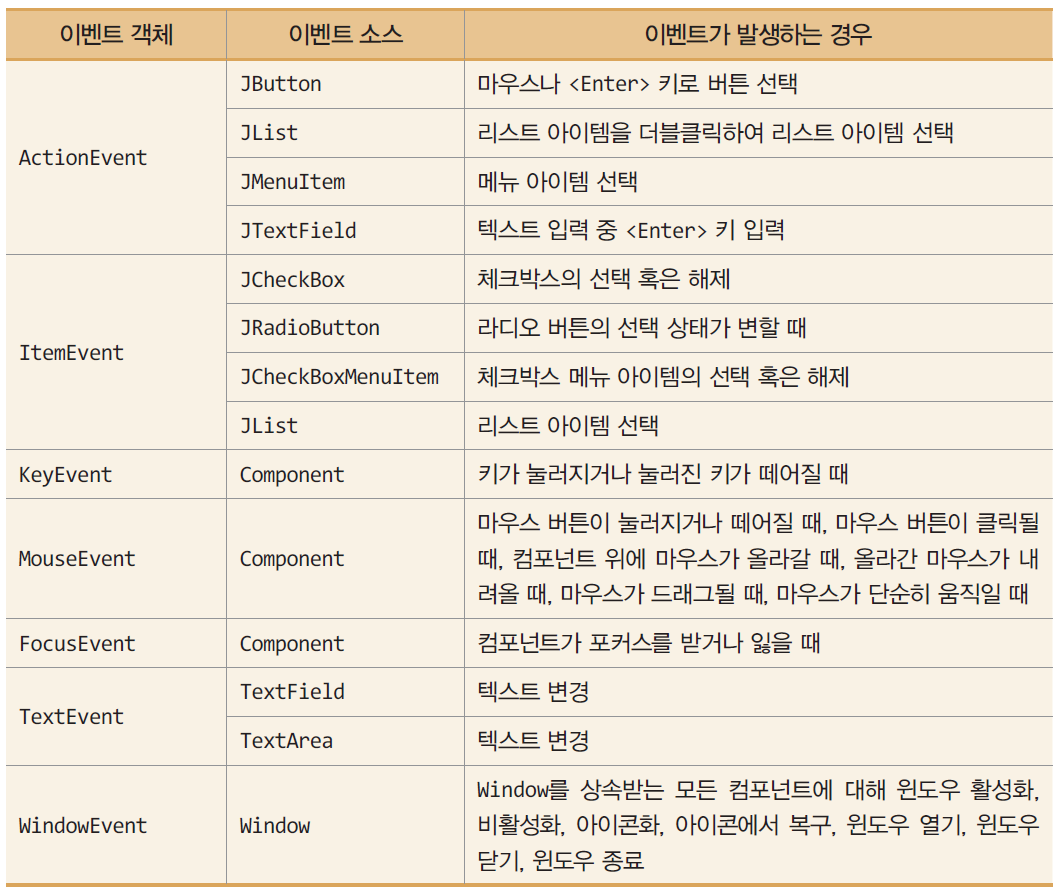 이벤트 객체 이벤트 소스 이벤트가 발생하는 경우
ActionEvent
JButton 마우스나 <Enter> 키로 버튼 선택
JList 리스트 아이템을 더블클릭하여 리스트 아이템 선택
JMenuItem 메뉴 아이템 선택
JTextField 텍스트 입력 중 <Enter> 키 입력
ItemEvent
JCheckBox 체크박스의 선택 혹은 해제
JRadioButton 라디오 버튼의 선택 상태가 변할 때
JCheckBoxMenuItem 체크박스 메뉴 아이템의 선택 혹은 해제
JList 리스트 아이템 선택
KeyEvent Component 키가 눌러지거나 눌러진 키가 떼어질 때
MouseEvent Component
마우스 버튼이 눌러지거나 떼어질 때, 마우스 버튼이 클릭될
때, 컴포넌트 위에 마우스가 올라갈 때, 올라간 마우스가 내
려올 때, 마우스가 드래그될 때, 마우스가 단순히 움직일 때
FocusEvent Component 컴포넌트가 포커스를 받거나 잃을 때
TextEvent
TextField 텍스트 변경
TextArea 텍스트 변경
WindowEvent Window
Window를 상속받는 모든 컴포넌트에 대해 윈도우 활성화,
비활성화, 아이콘화, 아이콘에서 복구, 윈도우 열기, 윈도우
닫기, 윈도우 종료